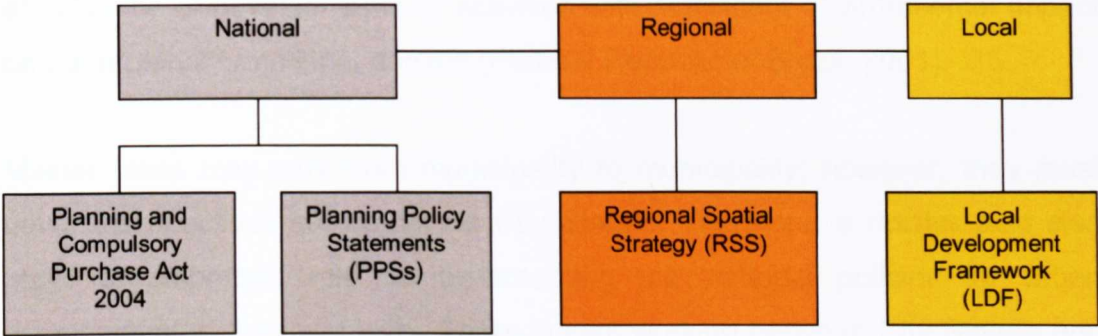 National
Regional
Local
Planning and
Compulsory
Purchase Act
2004
Planning Policy
Statements
(PPSs)
Regional Spatial
Strategy (RSS)
Local
Development
Framework
(LDF)